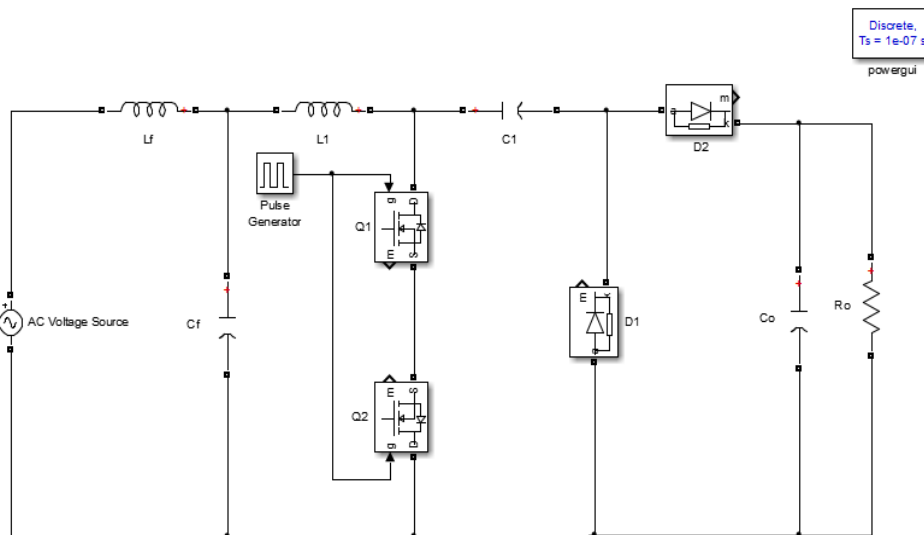 Discrete,
Ts = 1e-07 s
powergui
Lf
L1
C1
m
a
k
D2
Pulse
Generator
g
D
Q1
m
S
AC Voltage Source
Cf
m
k
a
D1
Co
Ro
m
S
Q2
g
D